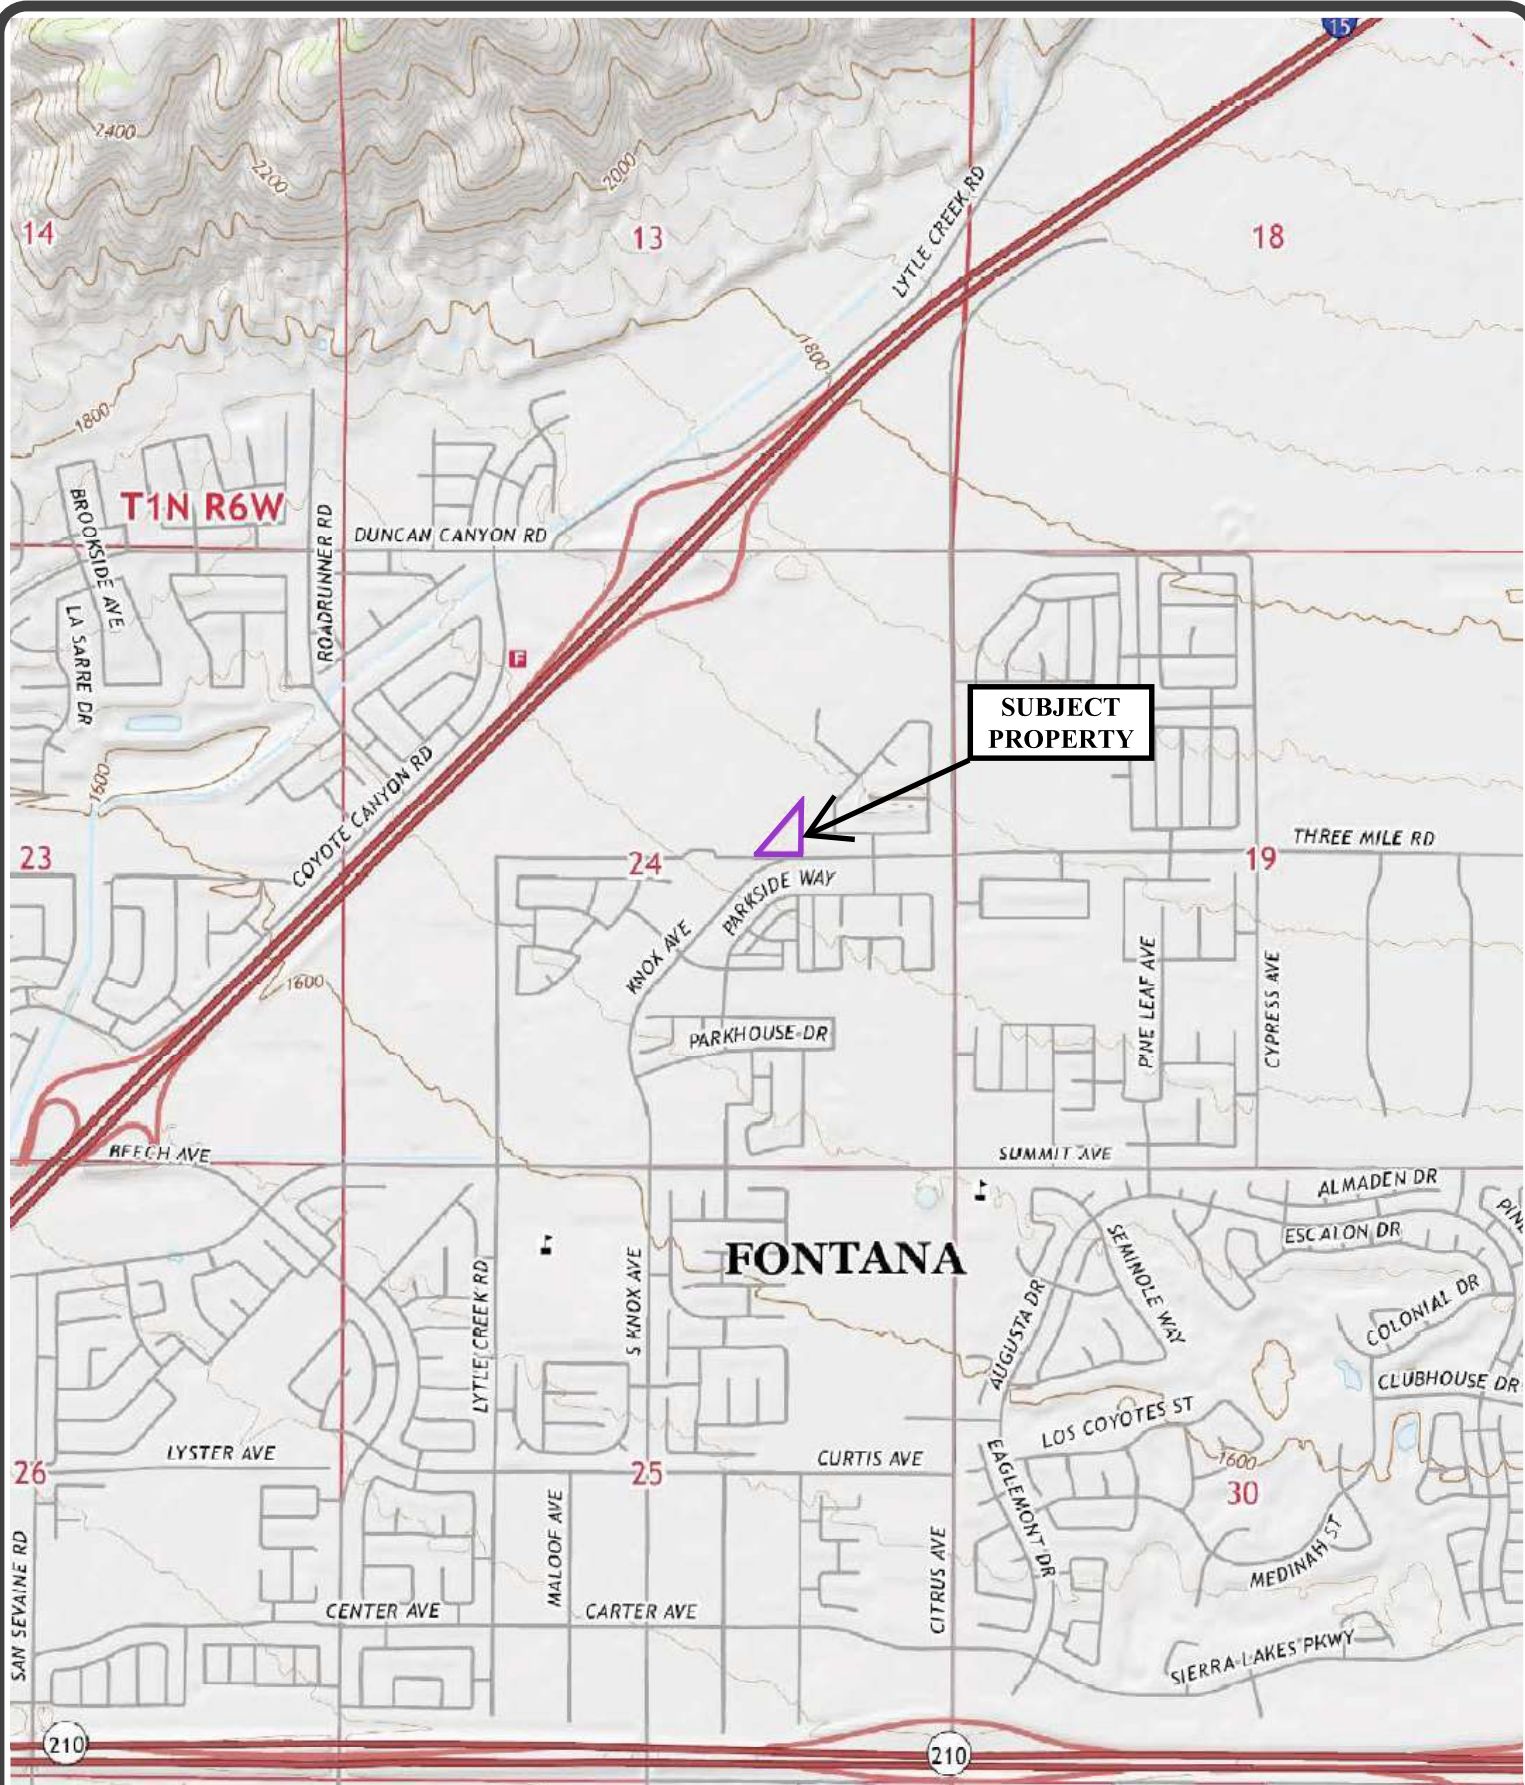 15
2400
2200
2000
14
13
18
LYTLE CREEK RD
1800
1800
T1N R6W
BROOKSIDE AVE
ROADRUNNER RD
DUNCAN CANYON RD
LA SARRE DR
F
SUBJECT
PROPERTY
1600
COYOTE CANYON RD
23
24
19
THREE MILE RD
PARKSIDE WAY
KNOX AVE
1600
PINE LEAF AVE
CYPRESS AVE
PARKHOUSE DR
BEECH AVE
SUMMIT AVE
ALMADEN DR
ESCALON DR
SEMINOLE WAY
FONTANA
S KNOX AVE
LYTLE CREEK RD
AUGUSTA DR
COLONIAL DR
CLUBHOUSE DR
LOS COYOTES ST
LYSTER AVE
CURTIS AVE
26
25
1600
30
EAGLEMONT DR
MALOOF AVE
CITRUS AVE
MEDINAH ST
SAN SEVAINE RD
CENTER AVE
CARTER AVE
SIERRA LAKES PKWY
210
210